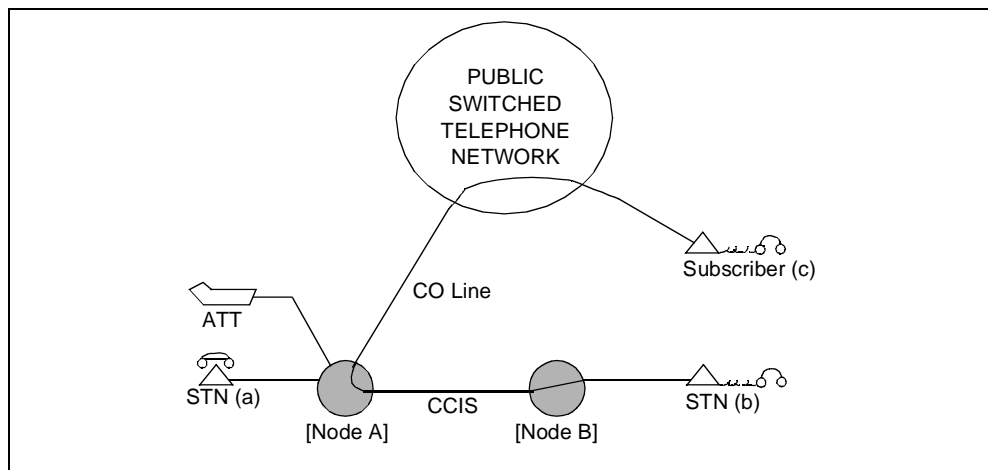 PUBLIC
SWITCHED
TELEPHONE
NETWORK
Subscriber (c)
CO Line
ATT
STN (a)
CCIS
STN (b)
[Node A]
[Node B]